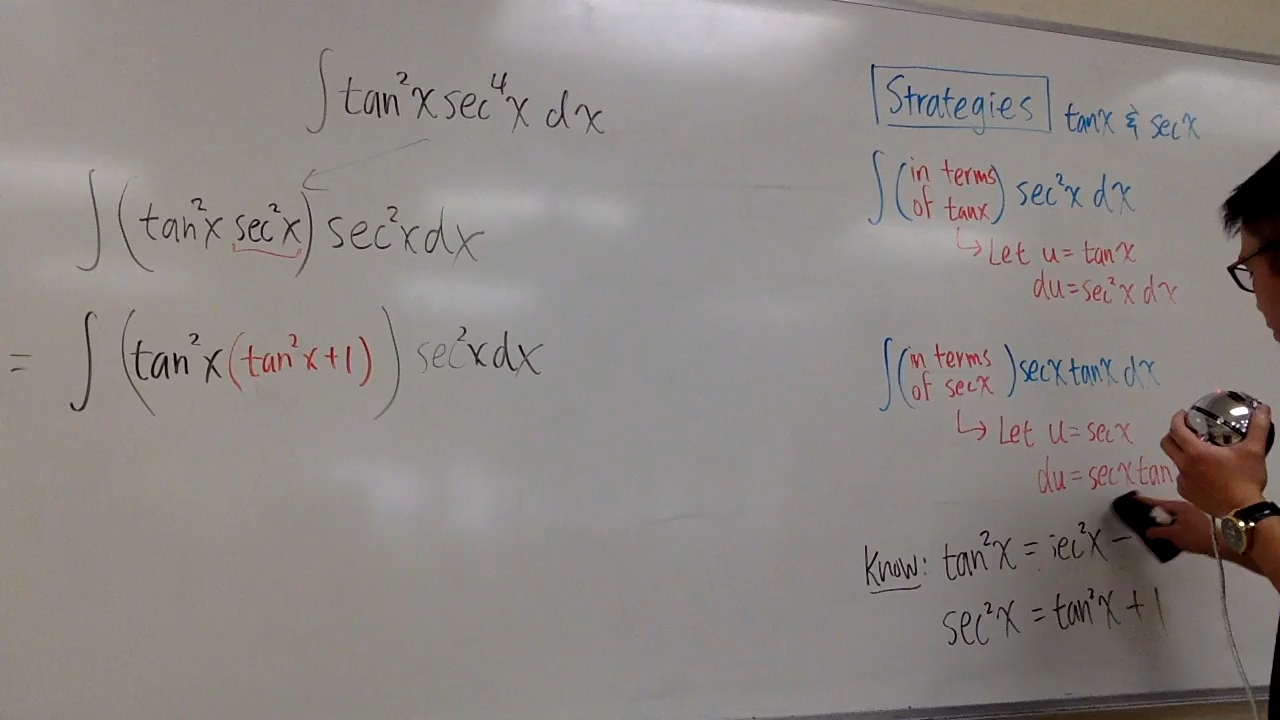 ∫ tan²x sec⁴x dx
∫ (tan²x sec²x) sec²x dx
= ∫ (tan²x (tan²x+1)) sec²x dx
Strategies tanx & secx
∫ (in terms of tanx) sec²x dx
↳ Let u = tanx
du = sec²x dx
∫ (in terms of secx) secx tanx dx
↳ Let u = secx
du = secx tan
Know: tan²x = sec²x −
sec²x = tan²x + 1